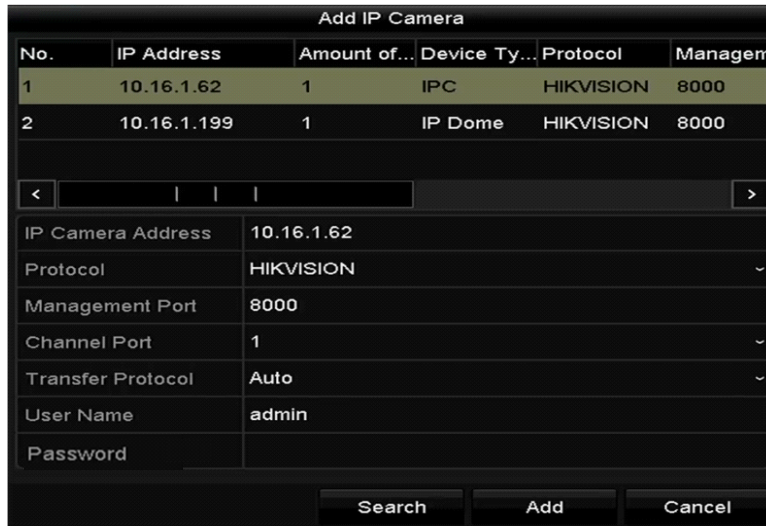 Add IP Camera
No. IP Address Amount of... Device Ty... Protocol Managem
1 10.16.1.62 1 IPC HIKVISION 8000
2 10.16.1.199 1 IP Dome HIKVISION 8000
IP Camera Address 10.16.1.62
Protocol HIKVISION
Management Port 8000
Channel Port 1
Transfer Protocol Auto
User Name admin
Password
Search Add Cancel